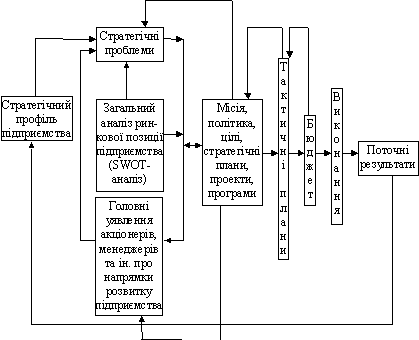 Стратегічні
проблеми
Стратегічний
профіль
підприємства
Загальний
аналіз рин-
кової позиції
підприємства
(SWOT-
аналіз)
Головні
уявлення
акціонерів,
менеджерів
та ін. про
напрямки
розвитку
підприємства
Місія,
політика,
цілі,
стратегічні
плани,
проекти,
програми
Тактичні плани
Бюджет
Виконання
Поточні
результати